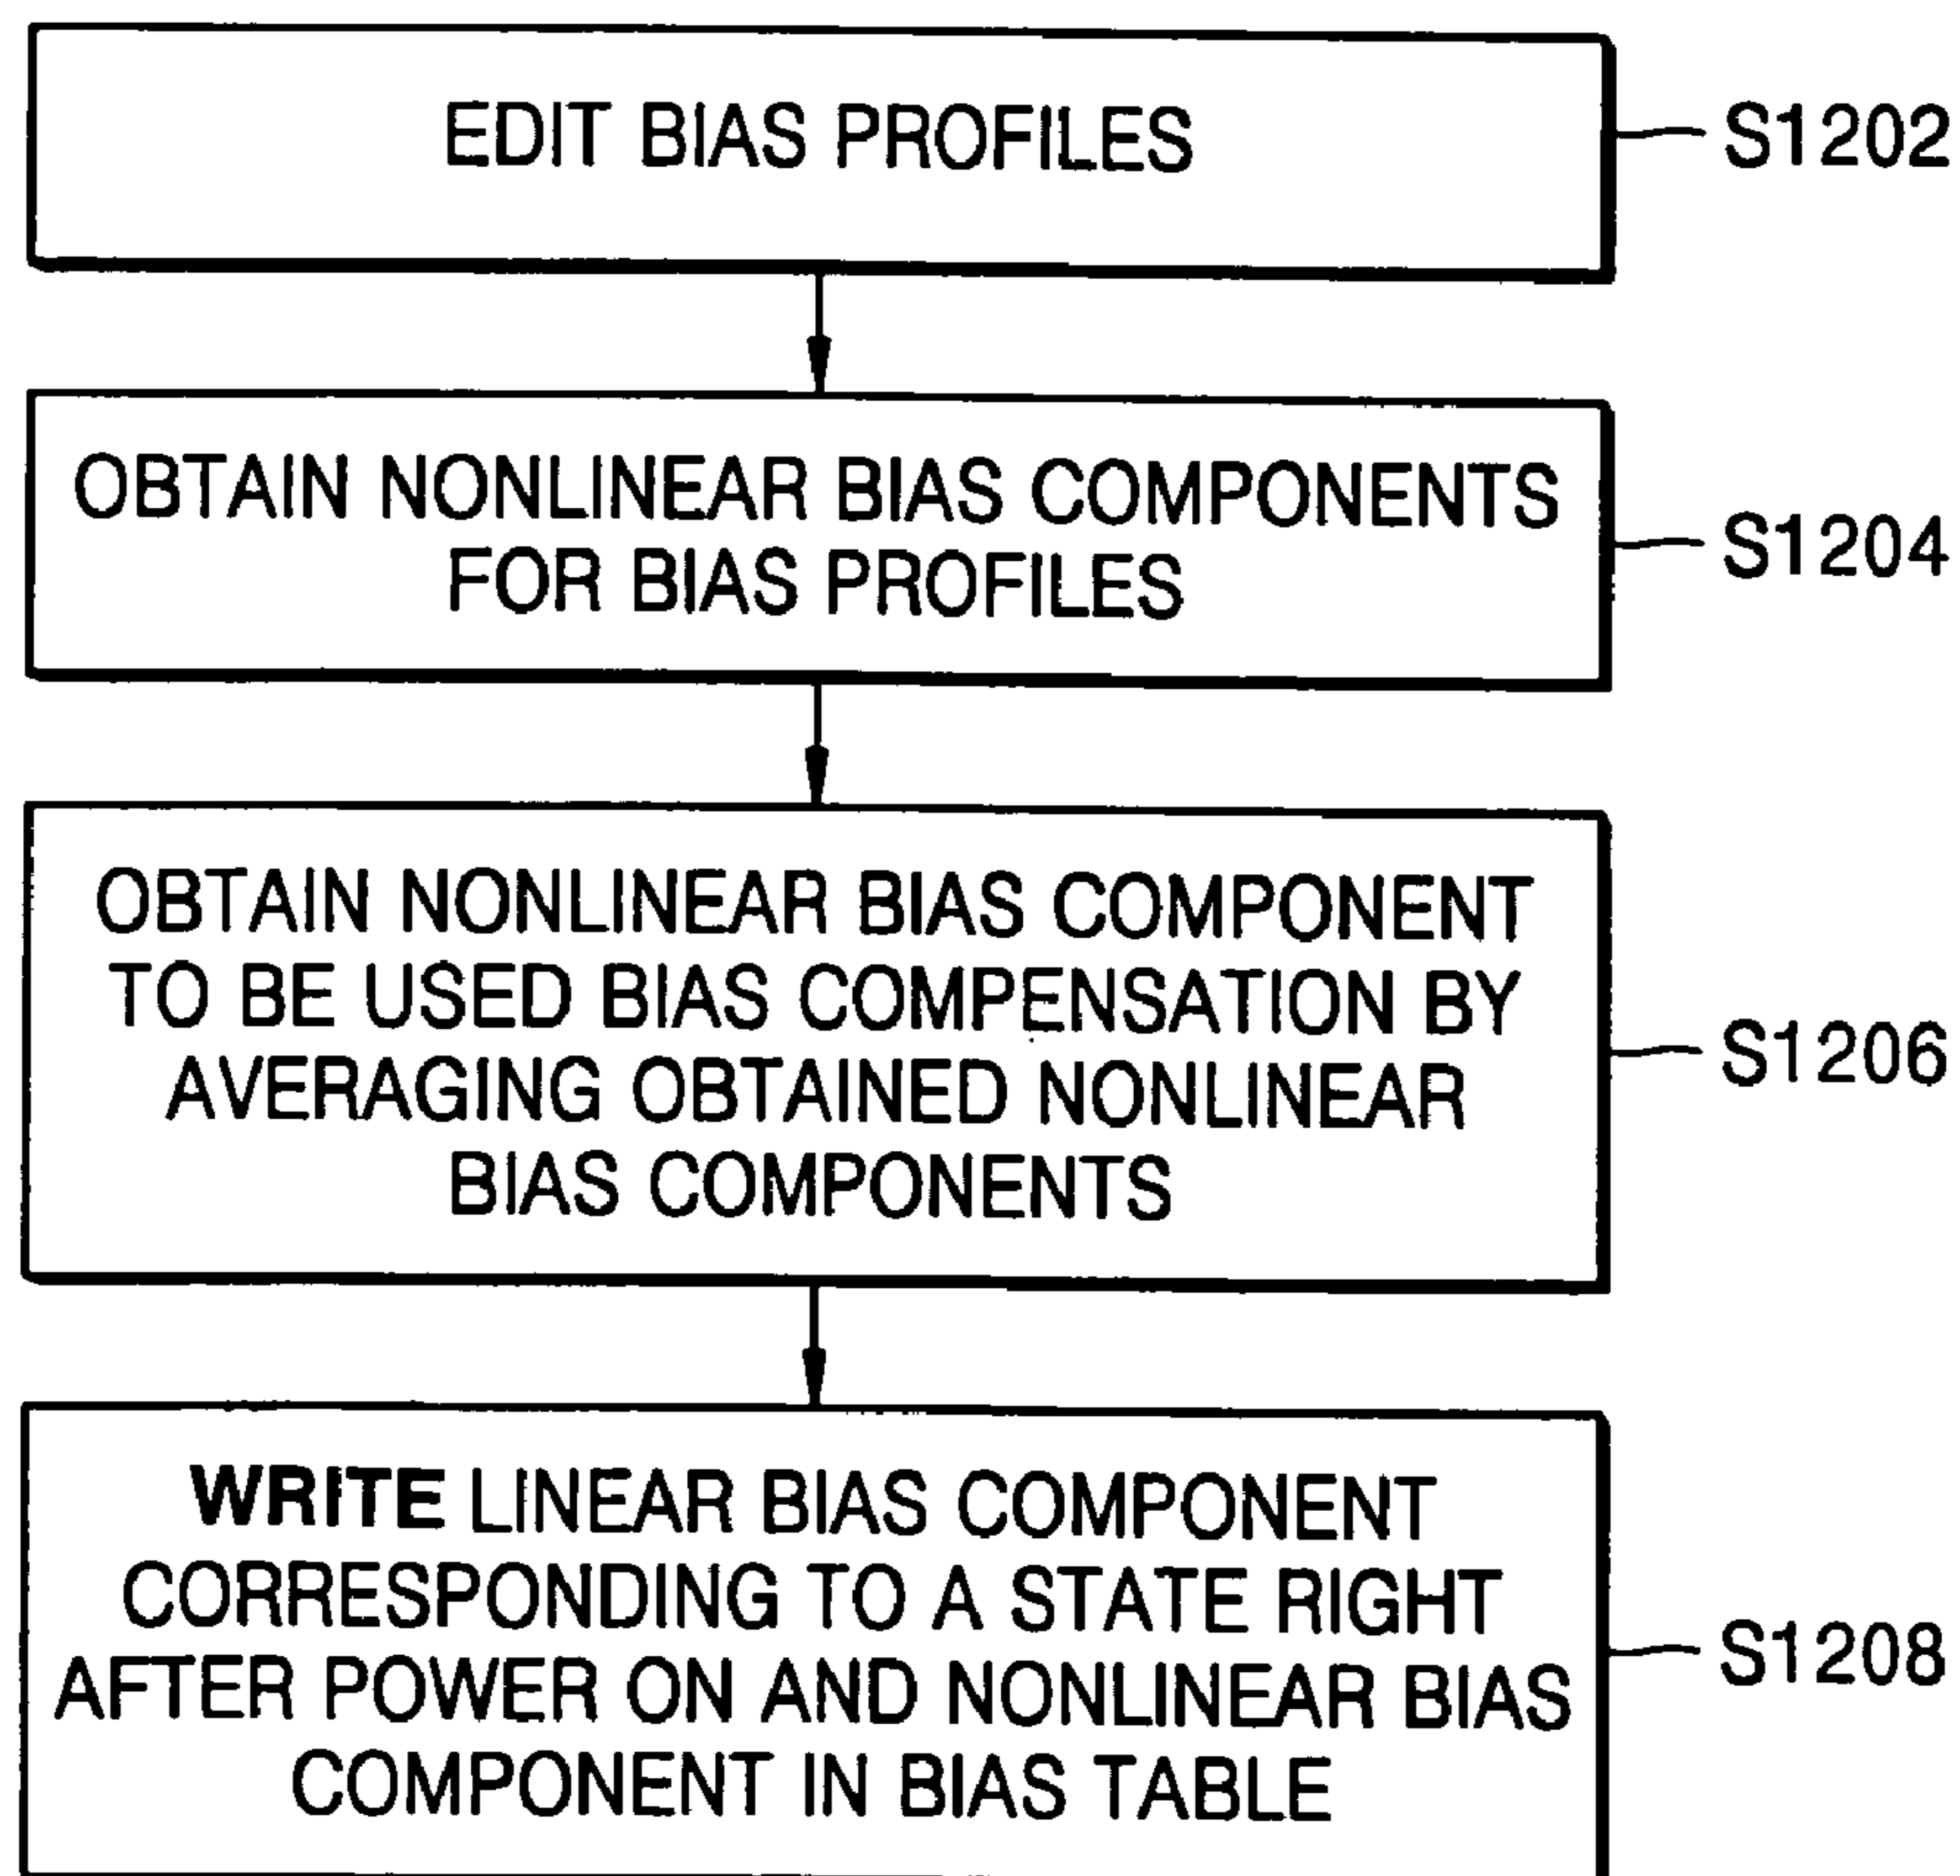 EDIT BIAS PROFILES
S1202
OBTAIN NONLINEAR BIAS COMPONENTS
FOR BIAS PROFILES
S1204
OBTAIN NONLINEAR BIAS COMPONENT
TO BE USED BIAS COMPENSATION BY
AVERAGING OBTAINED NONLINEAR
BIAS COMPONENTS
S1206
WRITE LINEAR BIAS COMPONENT
CORRESPONDING TO A STATE RIGHT
AFTER POWER ON AND NONLINEAR BIAS
COMPONENT IN BIAS TABLE
S1208